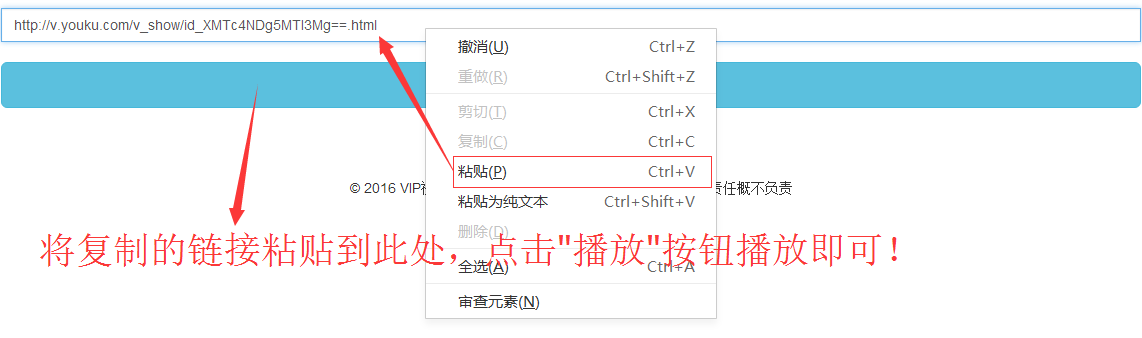 http://v.youku.com/v_show/id_XMTc4NDg5MTI3Mg==.html
撤消(U) Ctrl+Z
重做(R) Ctrl+Shift+Z
剪切(T) Ctrl+X
复制(C) Ctrl+C
粘贴(P) Ctrl+V
© 2016 VIP 责任概不负责
粘贴为纯文本 Ctrl+Shift+V
删除(D)
将复制的链接粘贴到此处，点击"播放"按钮播放即可！
全选(A) Ctrl+A
审查元素(N)